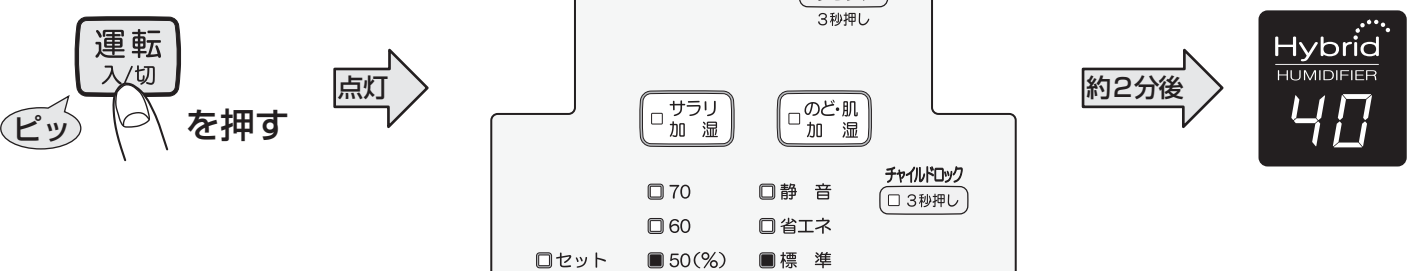 3秒押し
運転
入/切
ピッ
を押す
点灯
サラリ
加 湿
のど・肌
加 湿
チャイルドロック
3秒押し
70
静 音
60
省エネ
セット
50(%)
標 準
約2分後
Hybrid
HUMIDIFIER
40